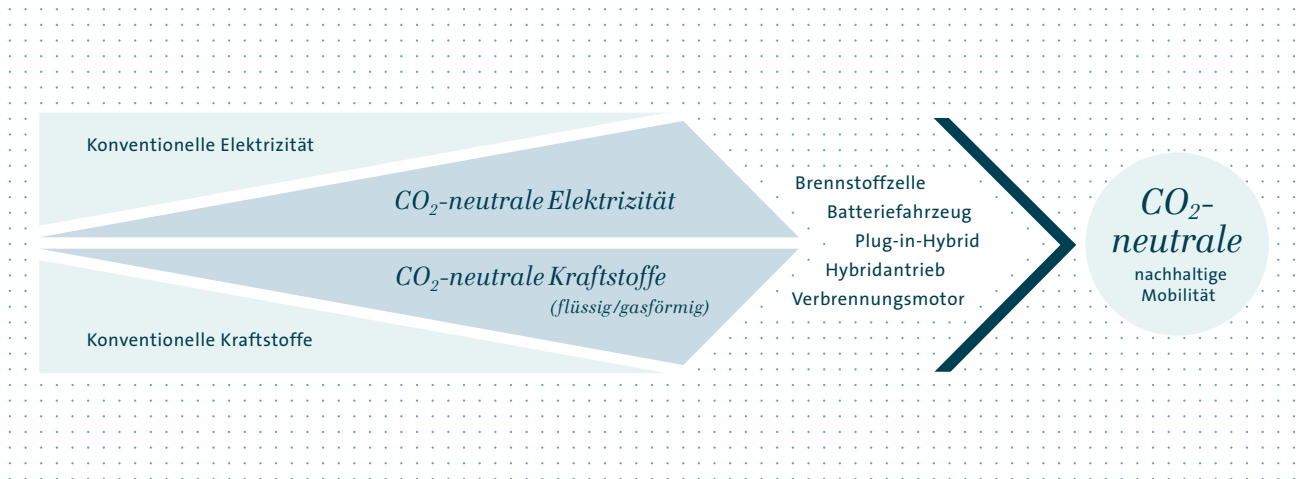 Konventionelle Elektrizität
CO₂-neutrale Elektrizität
CO₂-neutrale Kraftstoffe
(flüssig/gasförmig)
Konventionelle Kraftstoffe
Brennstoffzelle
Batteriefahrzeug
Plug-in-Hybrid
Hybridantrieb
Verbrennungsmotor
CO₂-
neutrale
nachhaltige
Mobilität